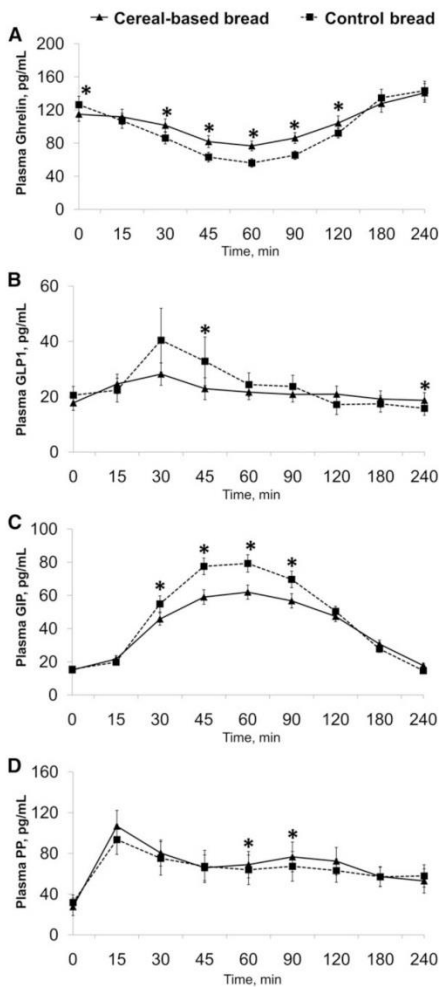 Cereal-based bread Control bread
A
Plasma Ghrelin, pg/mL
200
160
120
80
40
0
* * * * * *
0 15 30 45 60 90 120 180 240
Time, min
B
Plasma GLP1, pg/mL
60
40
20
0
* *
0 15 30 45 60 90 120 180 240
Time, min
C
Plasma GIP, pg/mL
100
80
60
40
20
0
* * * *
0 15 30 45 60 90 120 180 240
Time, min
D
Plasma PP, pg/mL
160
120
80
40
0
* *
0 15 30 45 60 90 120 180 240
Time, min